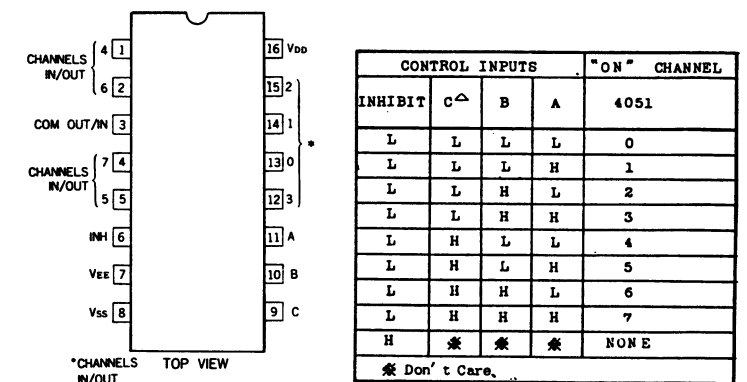 CHANNELS IN/OUT
4 1
6 2
COM OUT/IN 3
CHANNELS IN/OUT
7 4
5 5
INH 6
VEE 7
VSS 8
16 VDD
15 2
14 1
13 0
12 3
*
11 A
10 B
9 C
*CHANNELS IN/OUT
TOP VIEW
CONTROL INPUTS "ON" CHANNEL
INHIBIT C△ B A 4051
L L L L 0
L L L H 1
L L H L 2
L L H H 3
L H L L 4
L H L H 5
L H H L 6
L H H H 7
H ※ ※ ※ NONE
※ Don't Care.